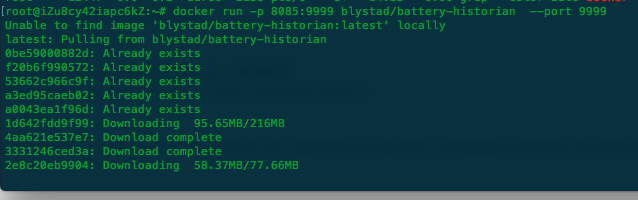 [root@iZu8cy42iapc6kZ:~# docker run -p 8085:9999 blystad/battery-historian  --port 9999
Unable to find image 'blystad/battery-historian:latest' locally
latest: Pulling from blystad/battery-historian
0be59000882d: Already exists
f20b6f990572: Already exists
53662c966c9f: Already exists
a3ed95caeb02: Already exists
a0043ea1f96d: Already exists
1d642fdd9f99: Downloading  95.65MB/216MB
4aa621e537e7: Download complete
3331246ced3a: Download complete
2e8c20eb9904: Downloading  58.37MB/77.66MB